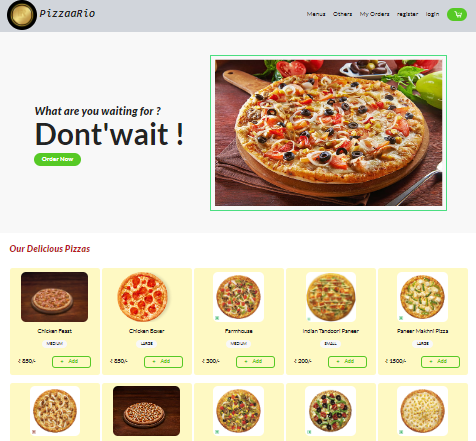 PizzaaRio
Menus Others My Orders register login
What are you waiting for ?
Dont'wait !
Order Now
Our Delicious Pizzas
Chicken Feast
MEDIUM
₹ 850/- + Add
Chicken Boxer
LARGE
₹ 850/- + Add
Farmhouse
MEDIUM
₹ 300/- + Add
Indian Tandoori Paneer
SMALL
₹ 200/- + Add
Paneer Makhni Pizza
LARGE
₹ 1500/- + Add